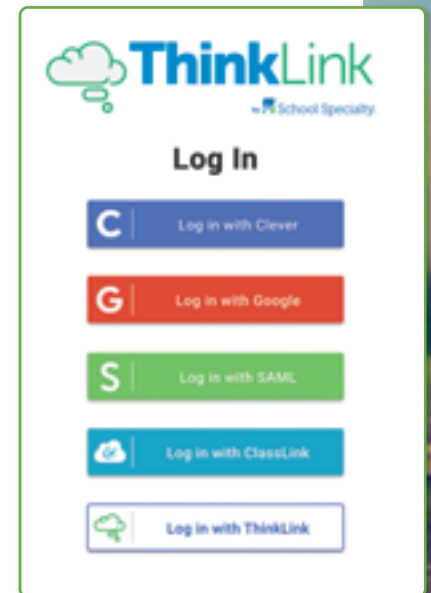 ThinkLink
by School Specialty
Log In
C Log in with Clever
G Log in with Google
S Log in with SAML
Log in with ClassLink
Log in with ThinkLink